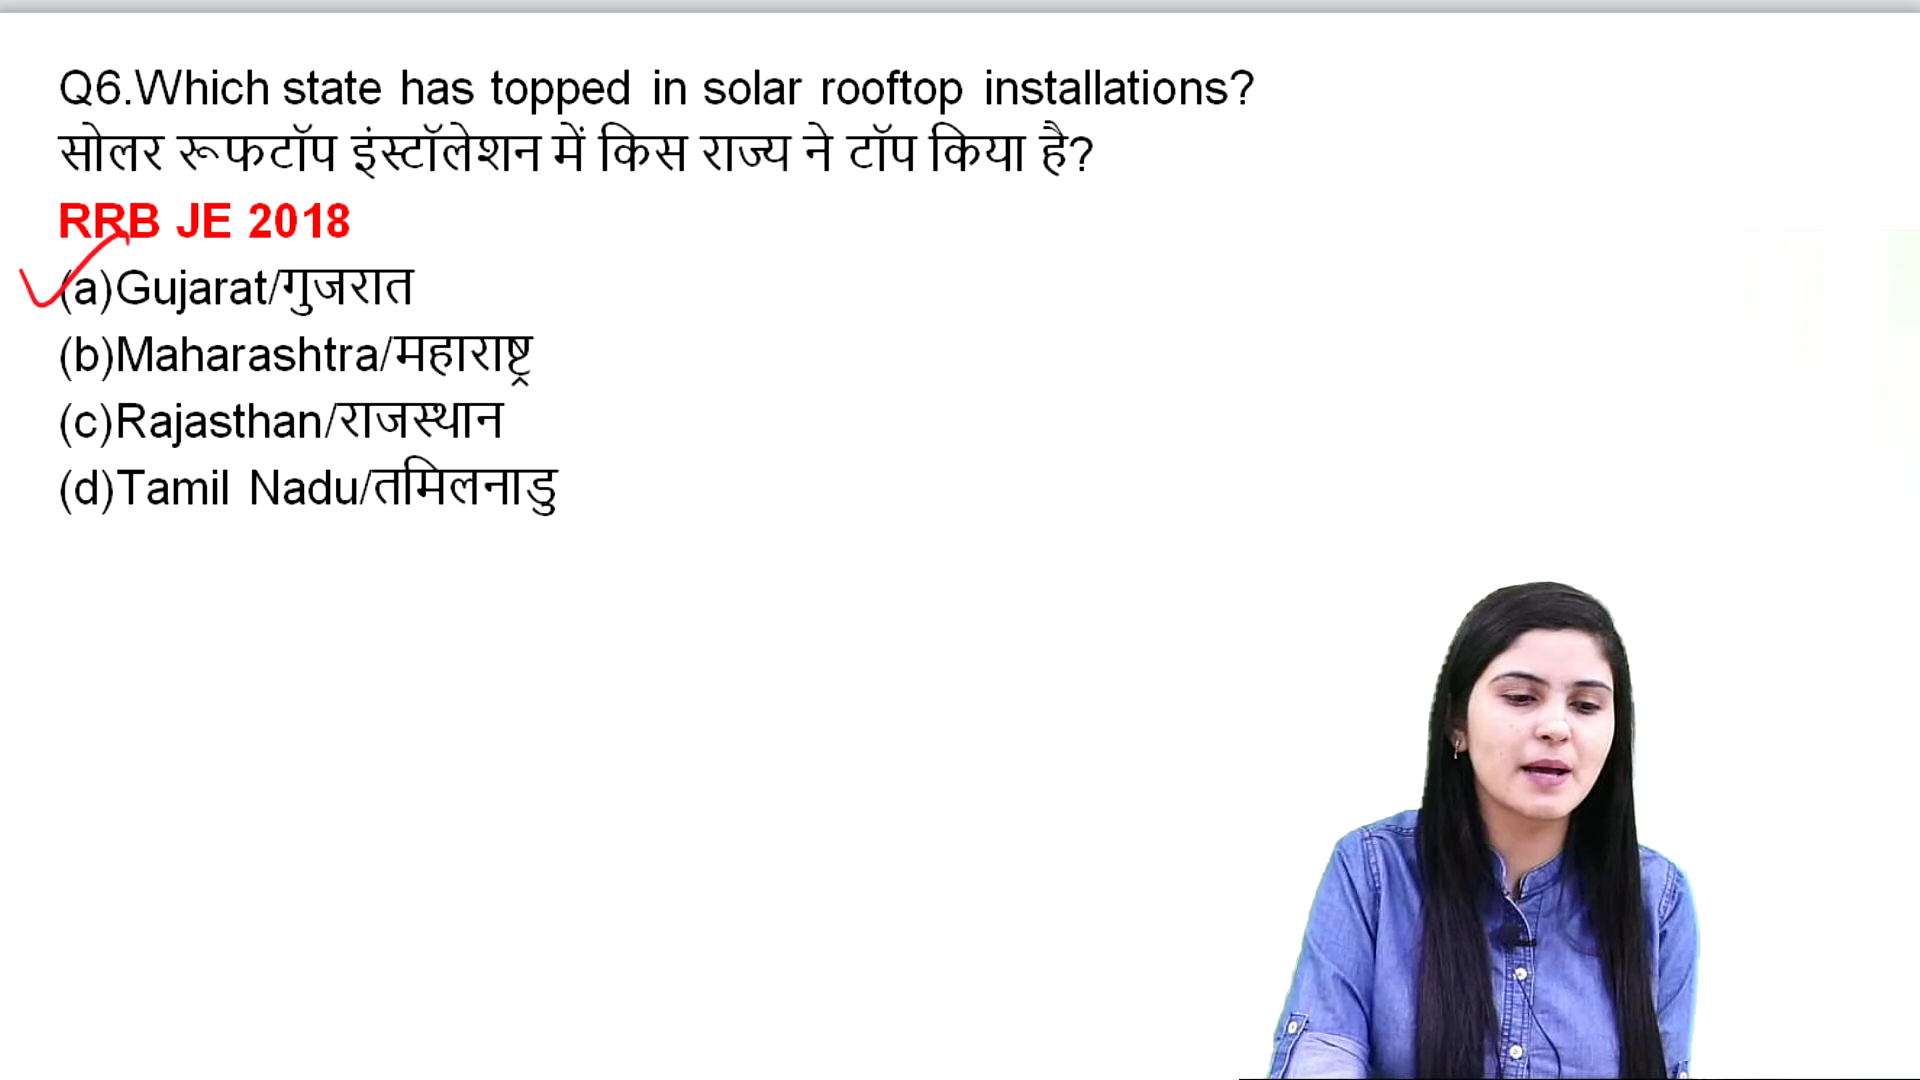 Q6.Which state has topped in solar rooftop installations?
सोलर रूफटॉप इंस्टॉलेशन में किस राज्य ने टॉप किया है?
RRB JE 2018
(a)Gujarat/गुजरात
(b)Maharashtra/महाराष्ट्र
(c)Rajasthan/राजस्थान
(d)Tamil Nadu/तमिलनाडु